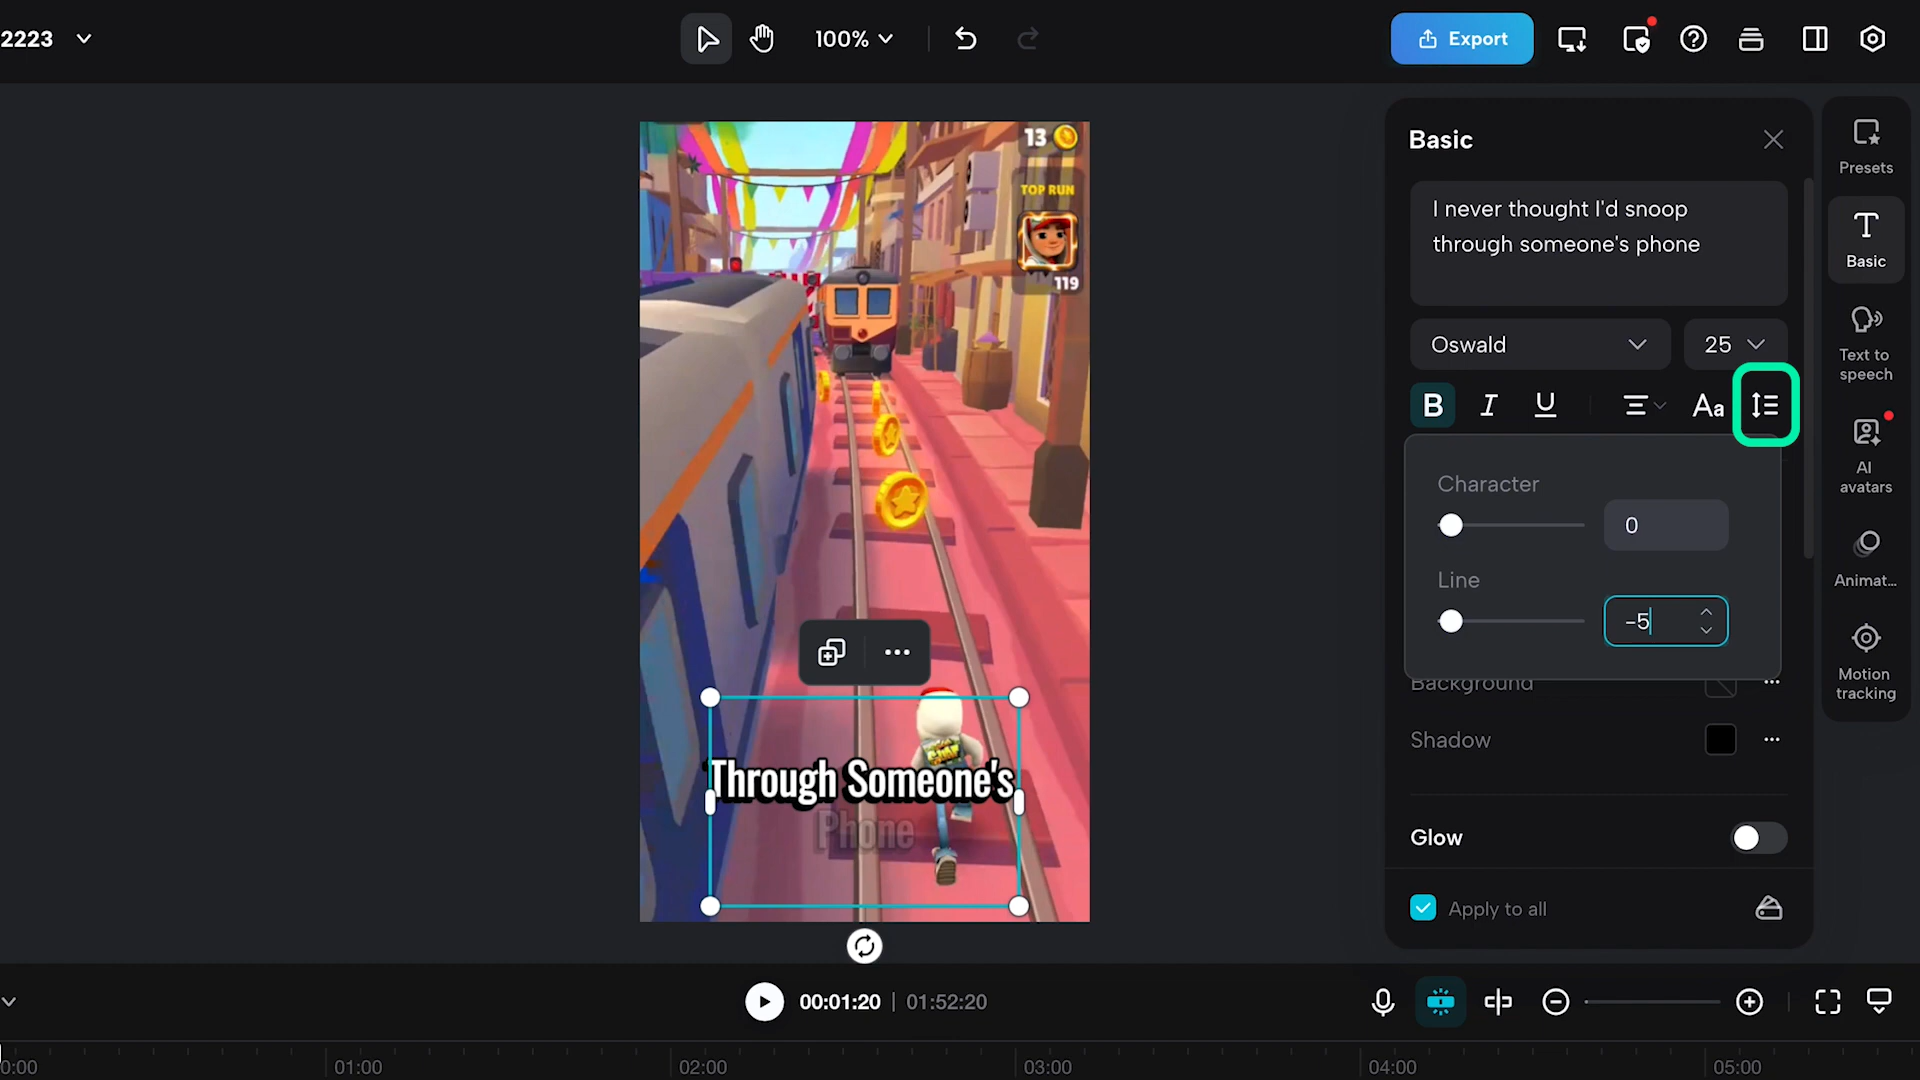 2223
100%
Export
Basic
I never thought I'd snoop
through someone's phone
Oswald
25
B I U
Aa
Character
0
Line
-5
Background
Shadow
Glow
Apply to all
Presets
Basic
Text to
speech
AI
avatars
Animat...
Motion
tracking
13
TOP RUN
119
Through Someone's
Phone
00:01:20 | 01:52:20
0:00
01:00
02:00
03:00
04:00
05:00